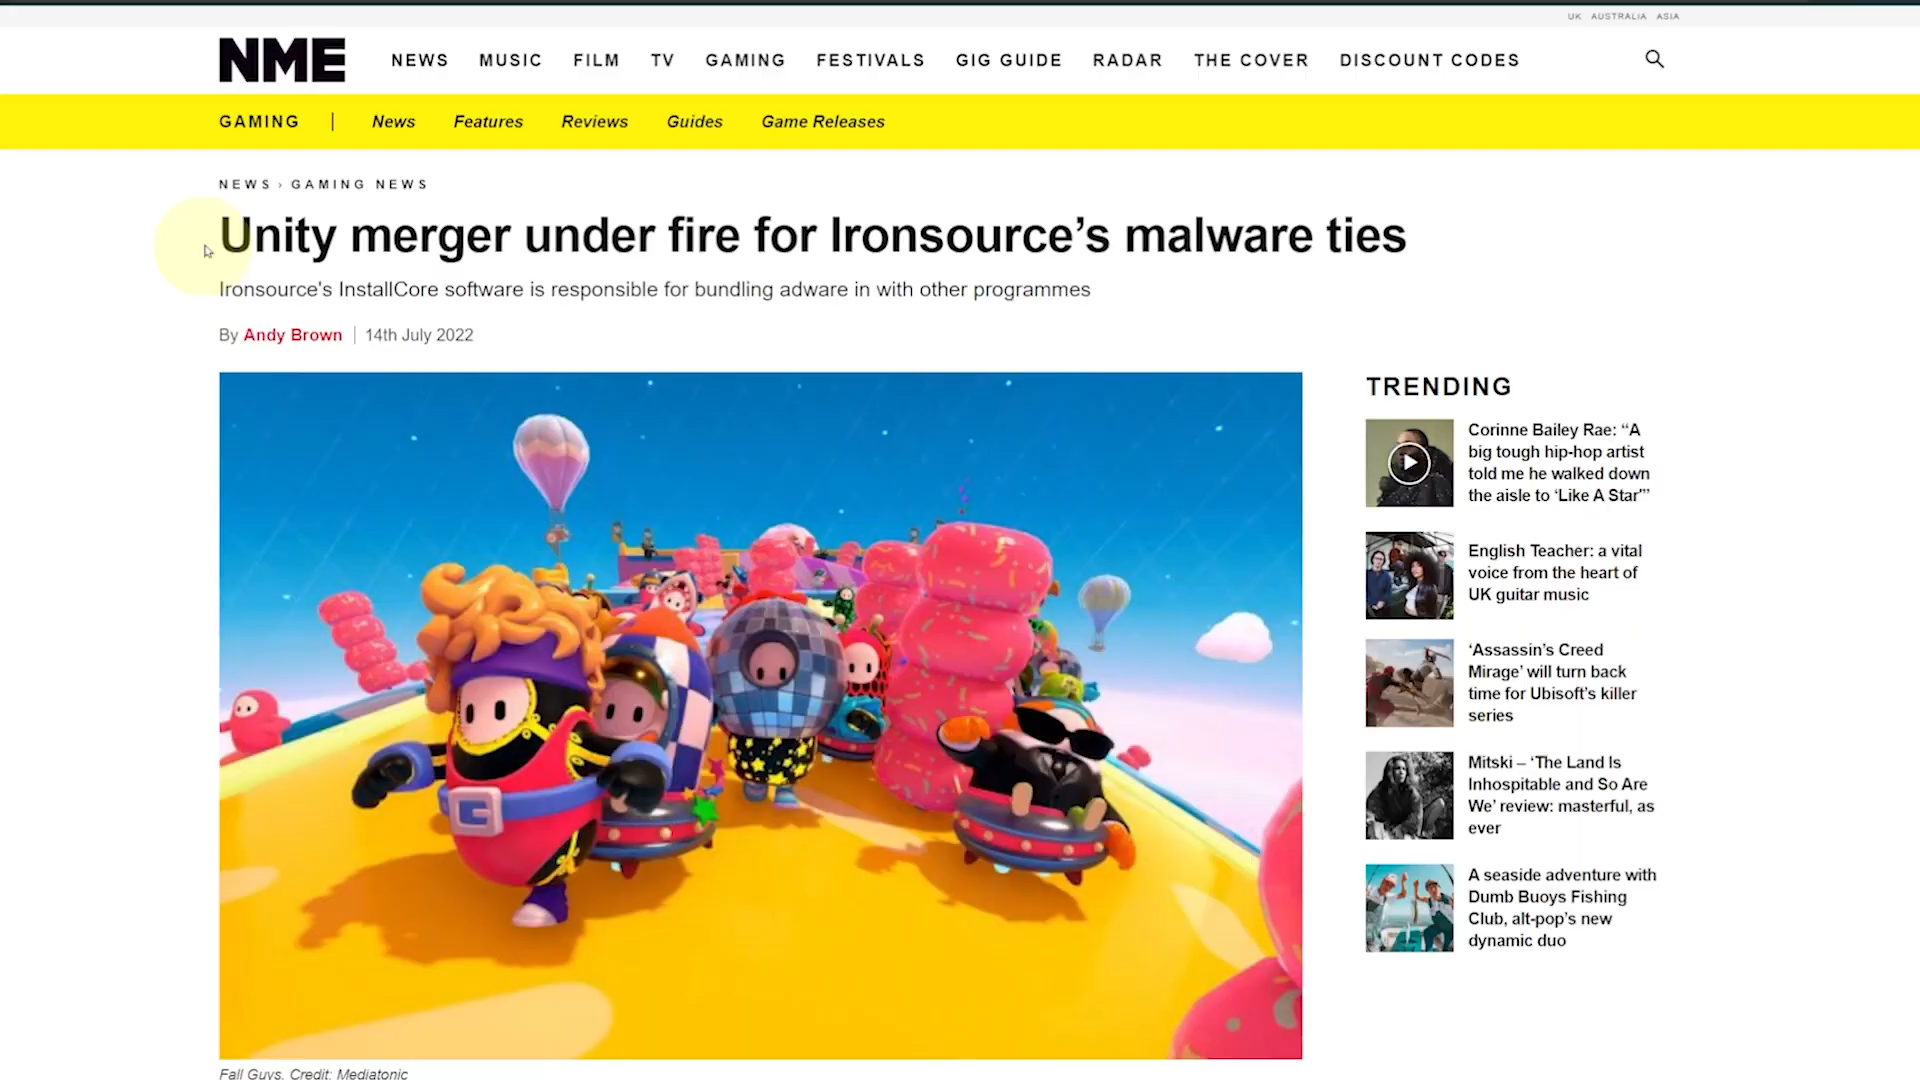 UK AUSTRALIA ASIA
NME NEWS MUSIC FILM TV GAMING FESTIVALS GIG GUIDE RADAR THE COVER DISCOUNT CODES
GAMING | News Features Reviews Guides Game Releases
NEWS › GAMING NEWS
Unity merger under fire for Ironsource’s malware ties
Ironsource's InstallCore software is responsible for bundling adware in with other programmes
By Andy Brown | 14th July 2022
TRENDING
Corinne Bailey Rae: “A
big tough hip-hop artist
told me he walked down
the aisle to ‘Like A Star’”
English Teacher: a vital
voice from the heart of
UK guitar music
‘Assassin’s Creed
Mirage’ will turn back
time for Ubisoft’s killer
series
Mitski – ‘The Land Is
Inhospitable and So Are
We’ review: masterful, as
ever
A seaside adventure with
Dumb Buoys Fishing
Club, alt-pop’s new
dynamic duo
Fall Guys. Credit: Mediatonic